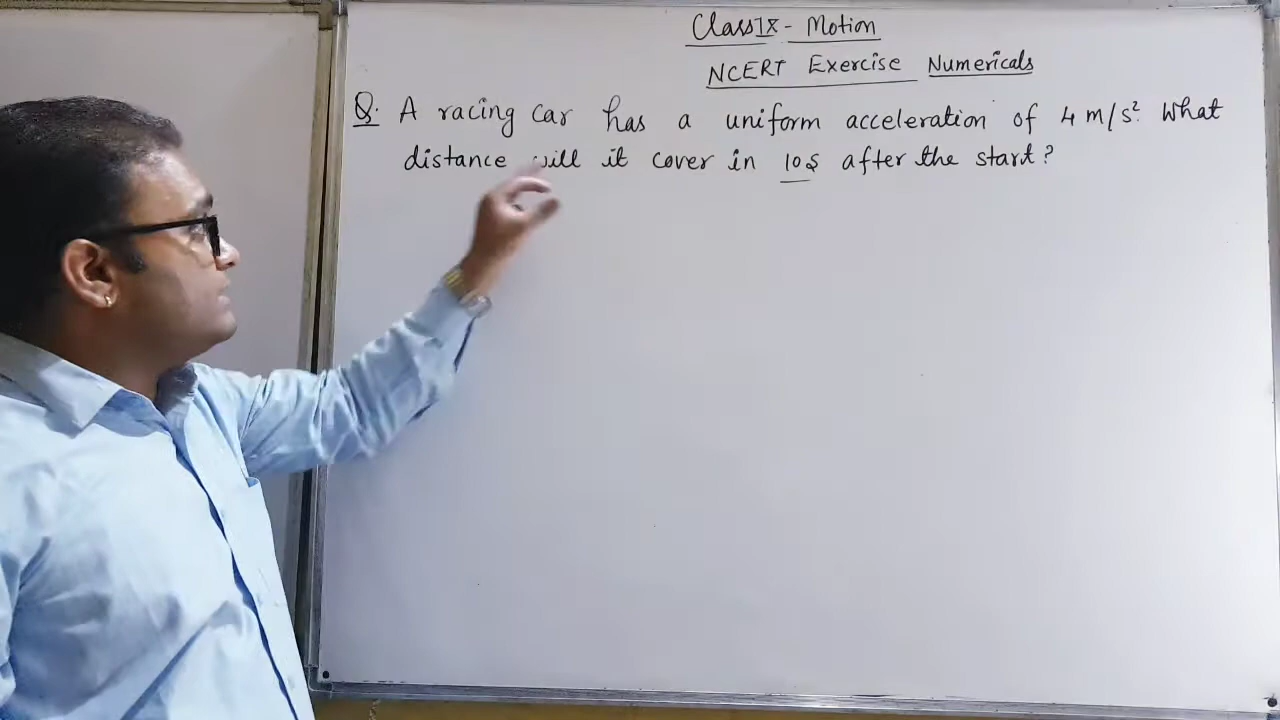 Class IX - Motion
NCERT Exercise Numericals
Q. A racing car has a uniform acceleration of 4 m/s². What
distance will it cover in 10s after the start?